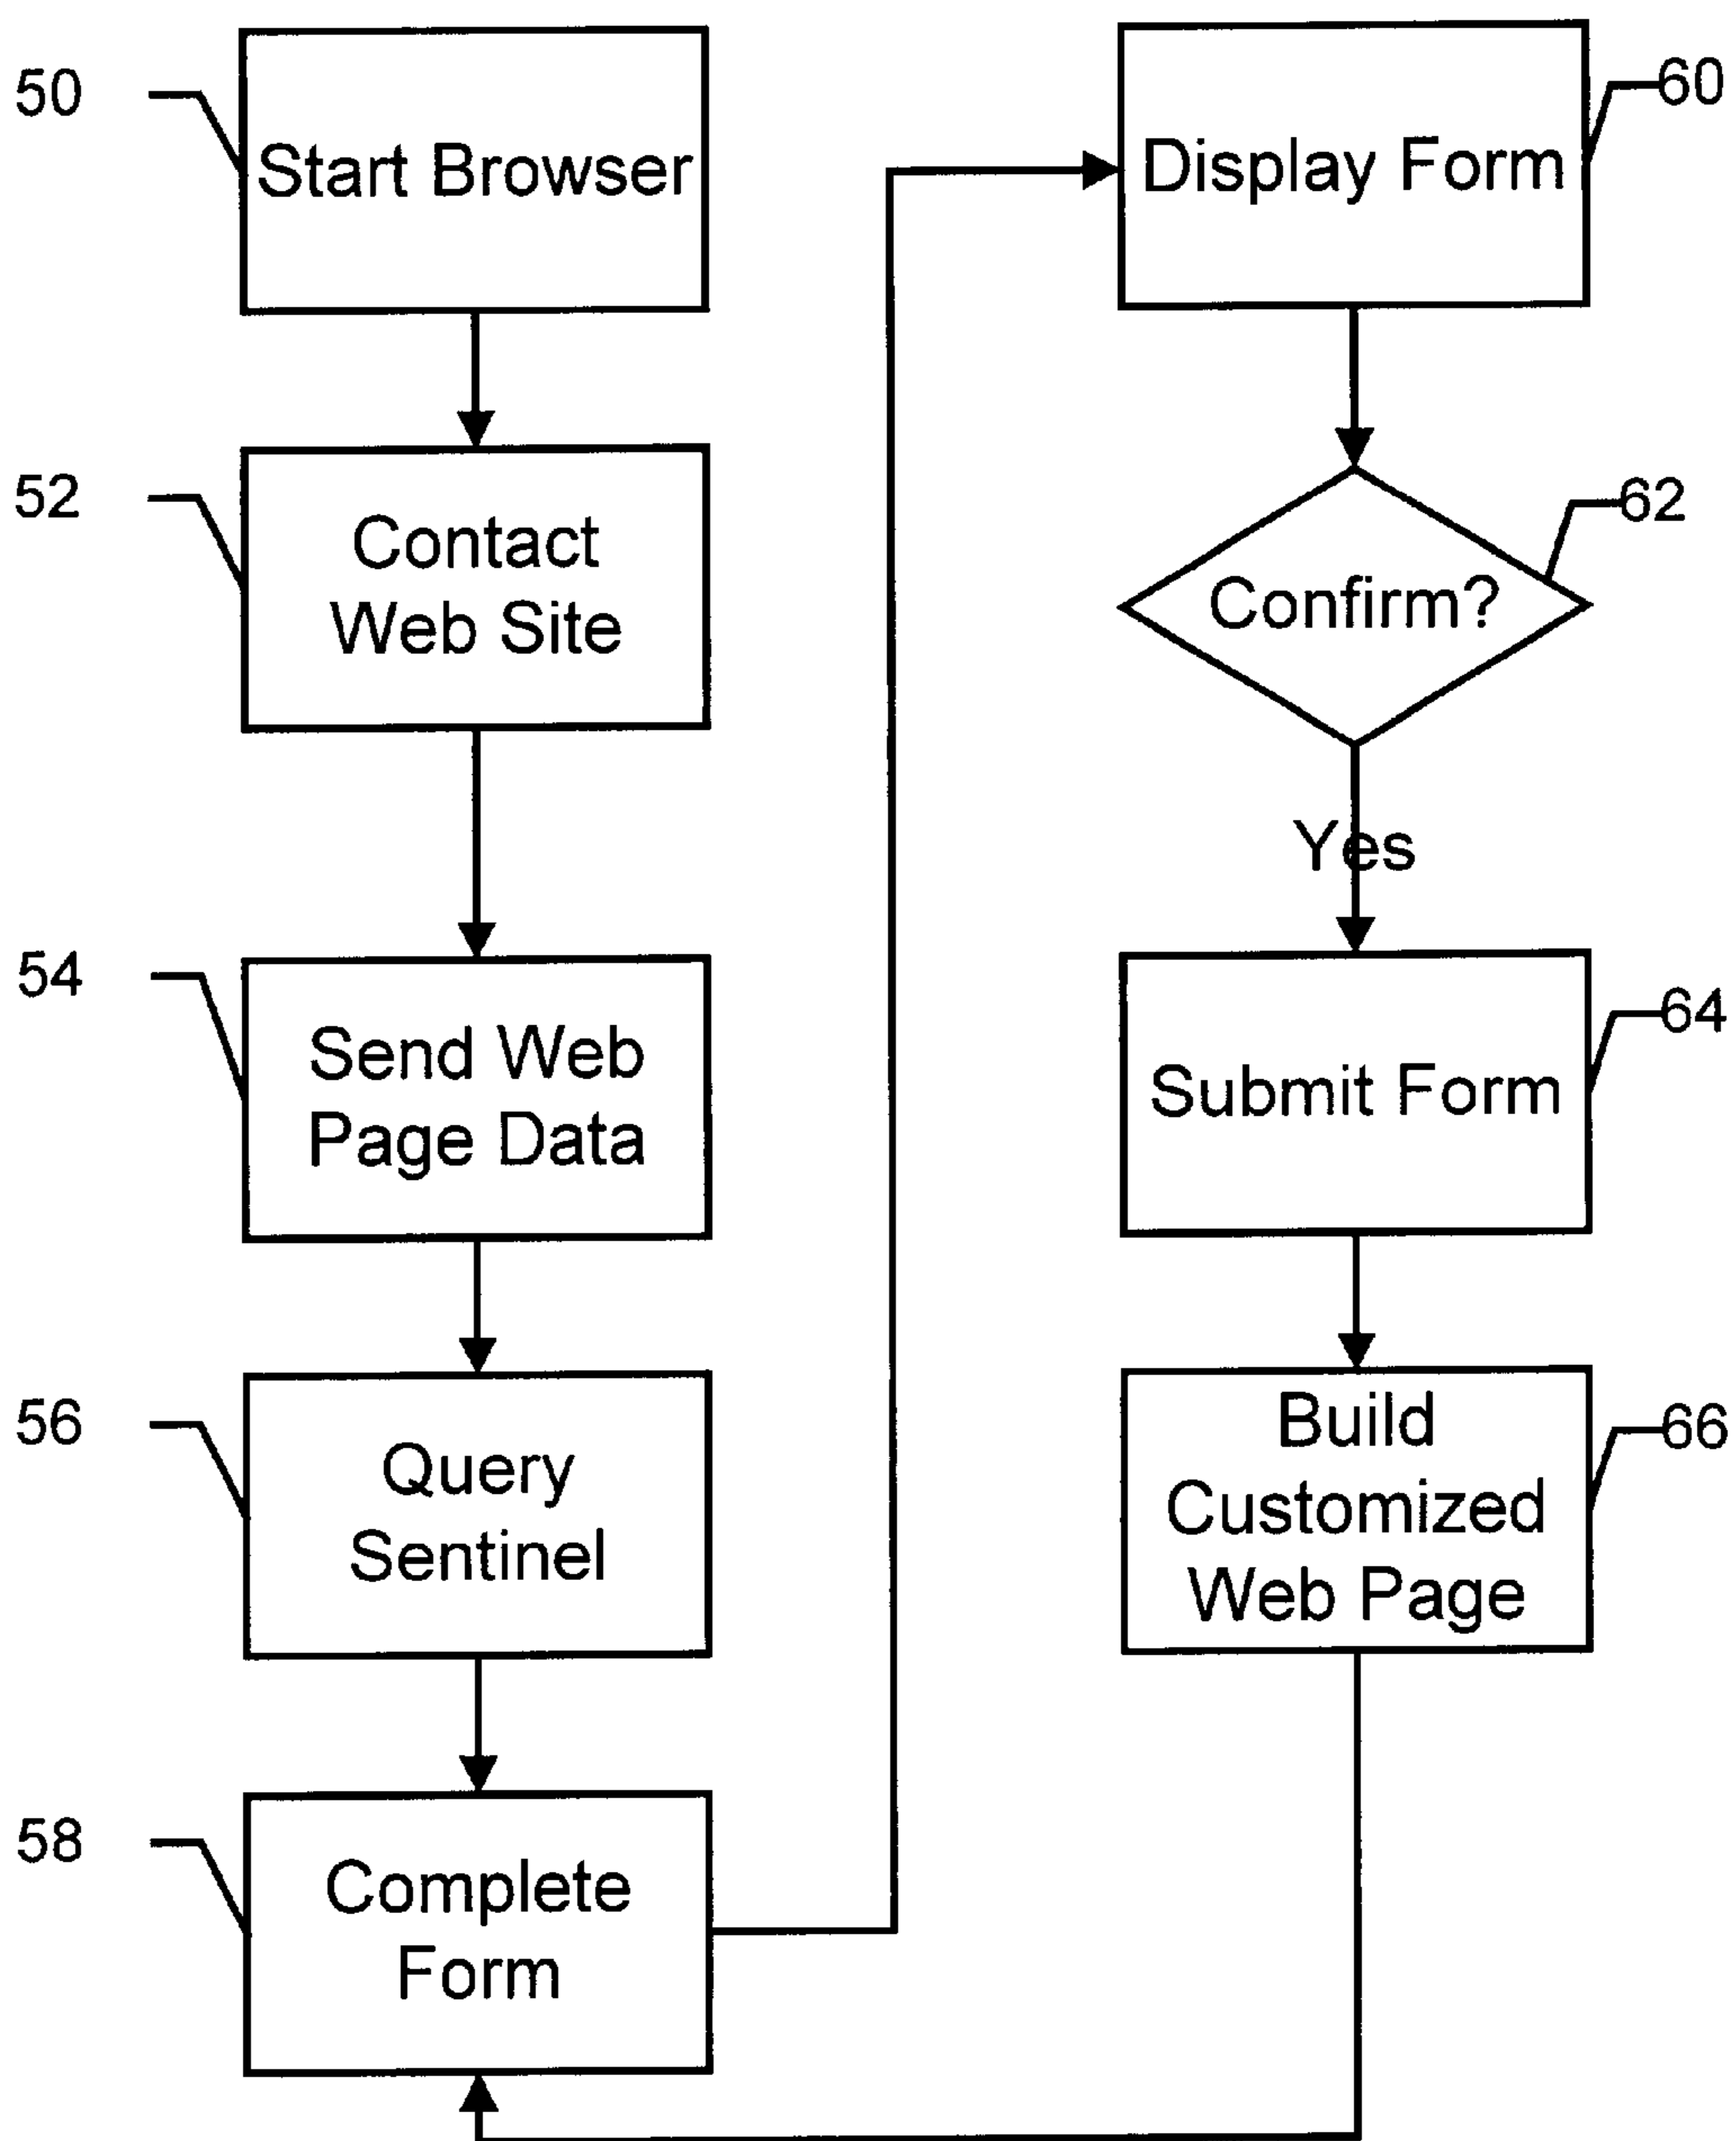 50
Start Browser
52
Contact
Web Site
54
Send Web
Page Data
56
Query
Sentinel
58
Complete
Form
60
Display Form
62
Confirm?
Yes
64
Submit Form
66
Build
Customized
Web Page